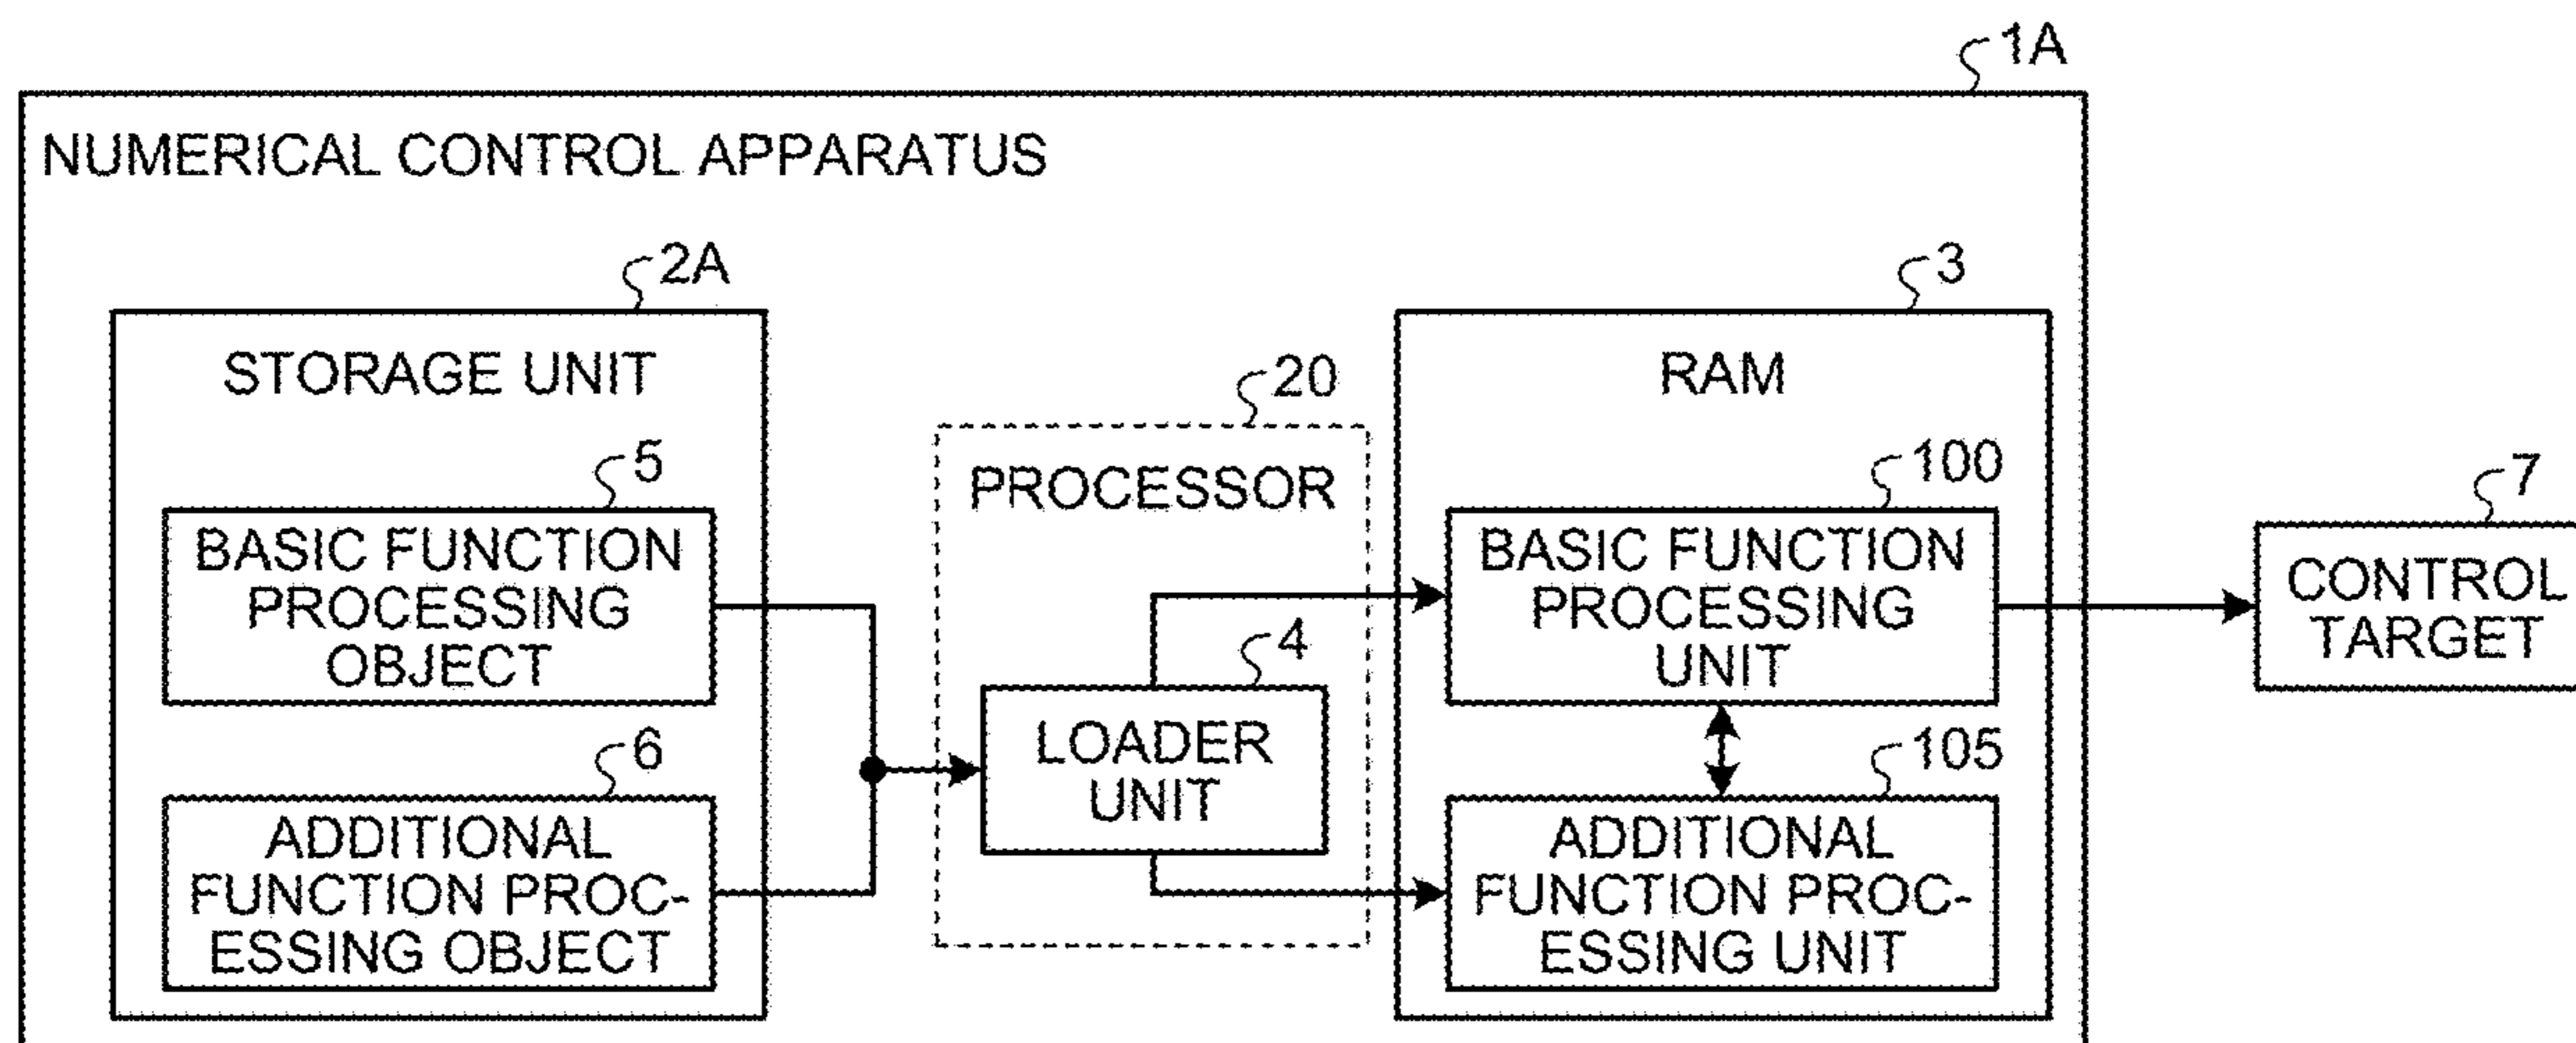 1A
NUMERICAL CONTROL APPARATUS
2A
STORAGE UNIT
5
BASIC FUNCTION
PROCESSING
OBJECT
6
ADDITIONAL
FUNCTION PROC-
ESSING OBJECT
20
PROCESSOR
4
LOADER
UNIT
3
RAM
100
BASIC FUNCTION
PROCESSING
UNIT
105
ADDITIONAL
FUNCTION PROC-
ESSING UNIT
7
CONTROL
TARGET